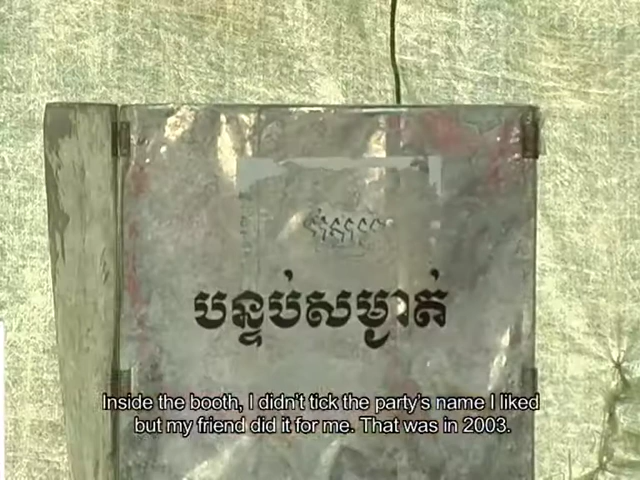 បន្ទប់សម្ងាត់
Inside the booth, I didn't tick the party's name I liked
but my friend did it for me. That was in 2003.